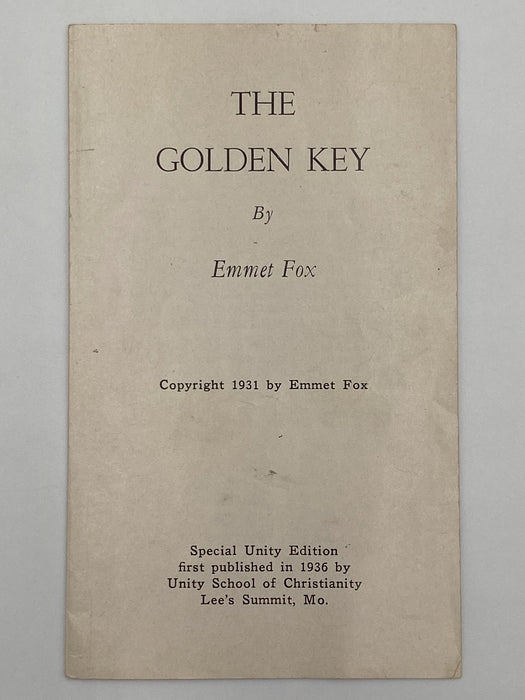 THE
GOLDEN KEY
By
Emmet Fox
Copyright 1931 by Emmet Fox
Special Unity Edition
first published in 1936 by
Unity School of Christianity
Lee's Summit, Mo.